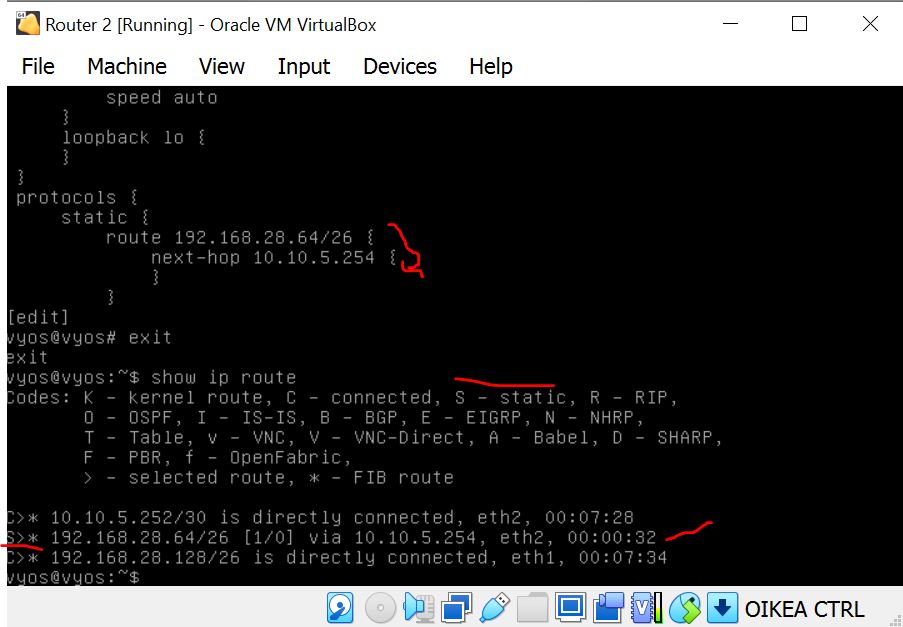 Router 2 [Running] - Oracle VM VirtualBox
File Machine View Input Devices Help
speed auto
}
loopback lo {
}
}
protocols {
static {
route 192.168.28.64/26 {
next-hop 10.10.5.254 {
}
}
[edit]
vyos@vyos# exit
exit
vyos@vyos:~$ show ip route
Codes: K - kernel route, C - connected, S - static, R - RIP,
O - OSPF, I - IS-IS, B - BGP, E - EIGRP, N - NHRP,
T - Table, v - VNC, V - VNC-Direct, A - Babel, D - SHARP,
F - PBR, f - OpenFabric,
> - selected route, * - FIB route
C>* 10.10.5.252/30 is directly connected, eth2, 00:07:28
S>* 192.168.28.64/26 [1/0] via 10.10.5.254, eth2, 00:00:32
C>* 192.168.28.128/26 is directly connected, eth1, 00:07:34
vyos@vyos:~$
OIKEA CTRL